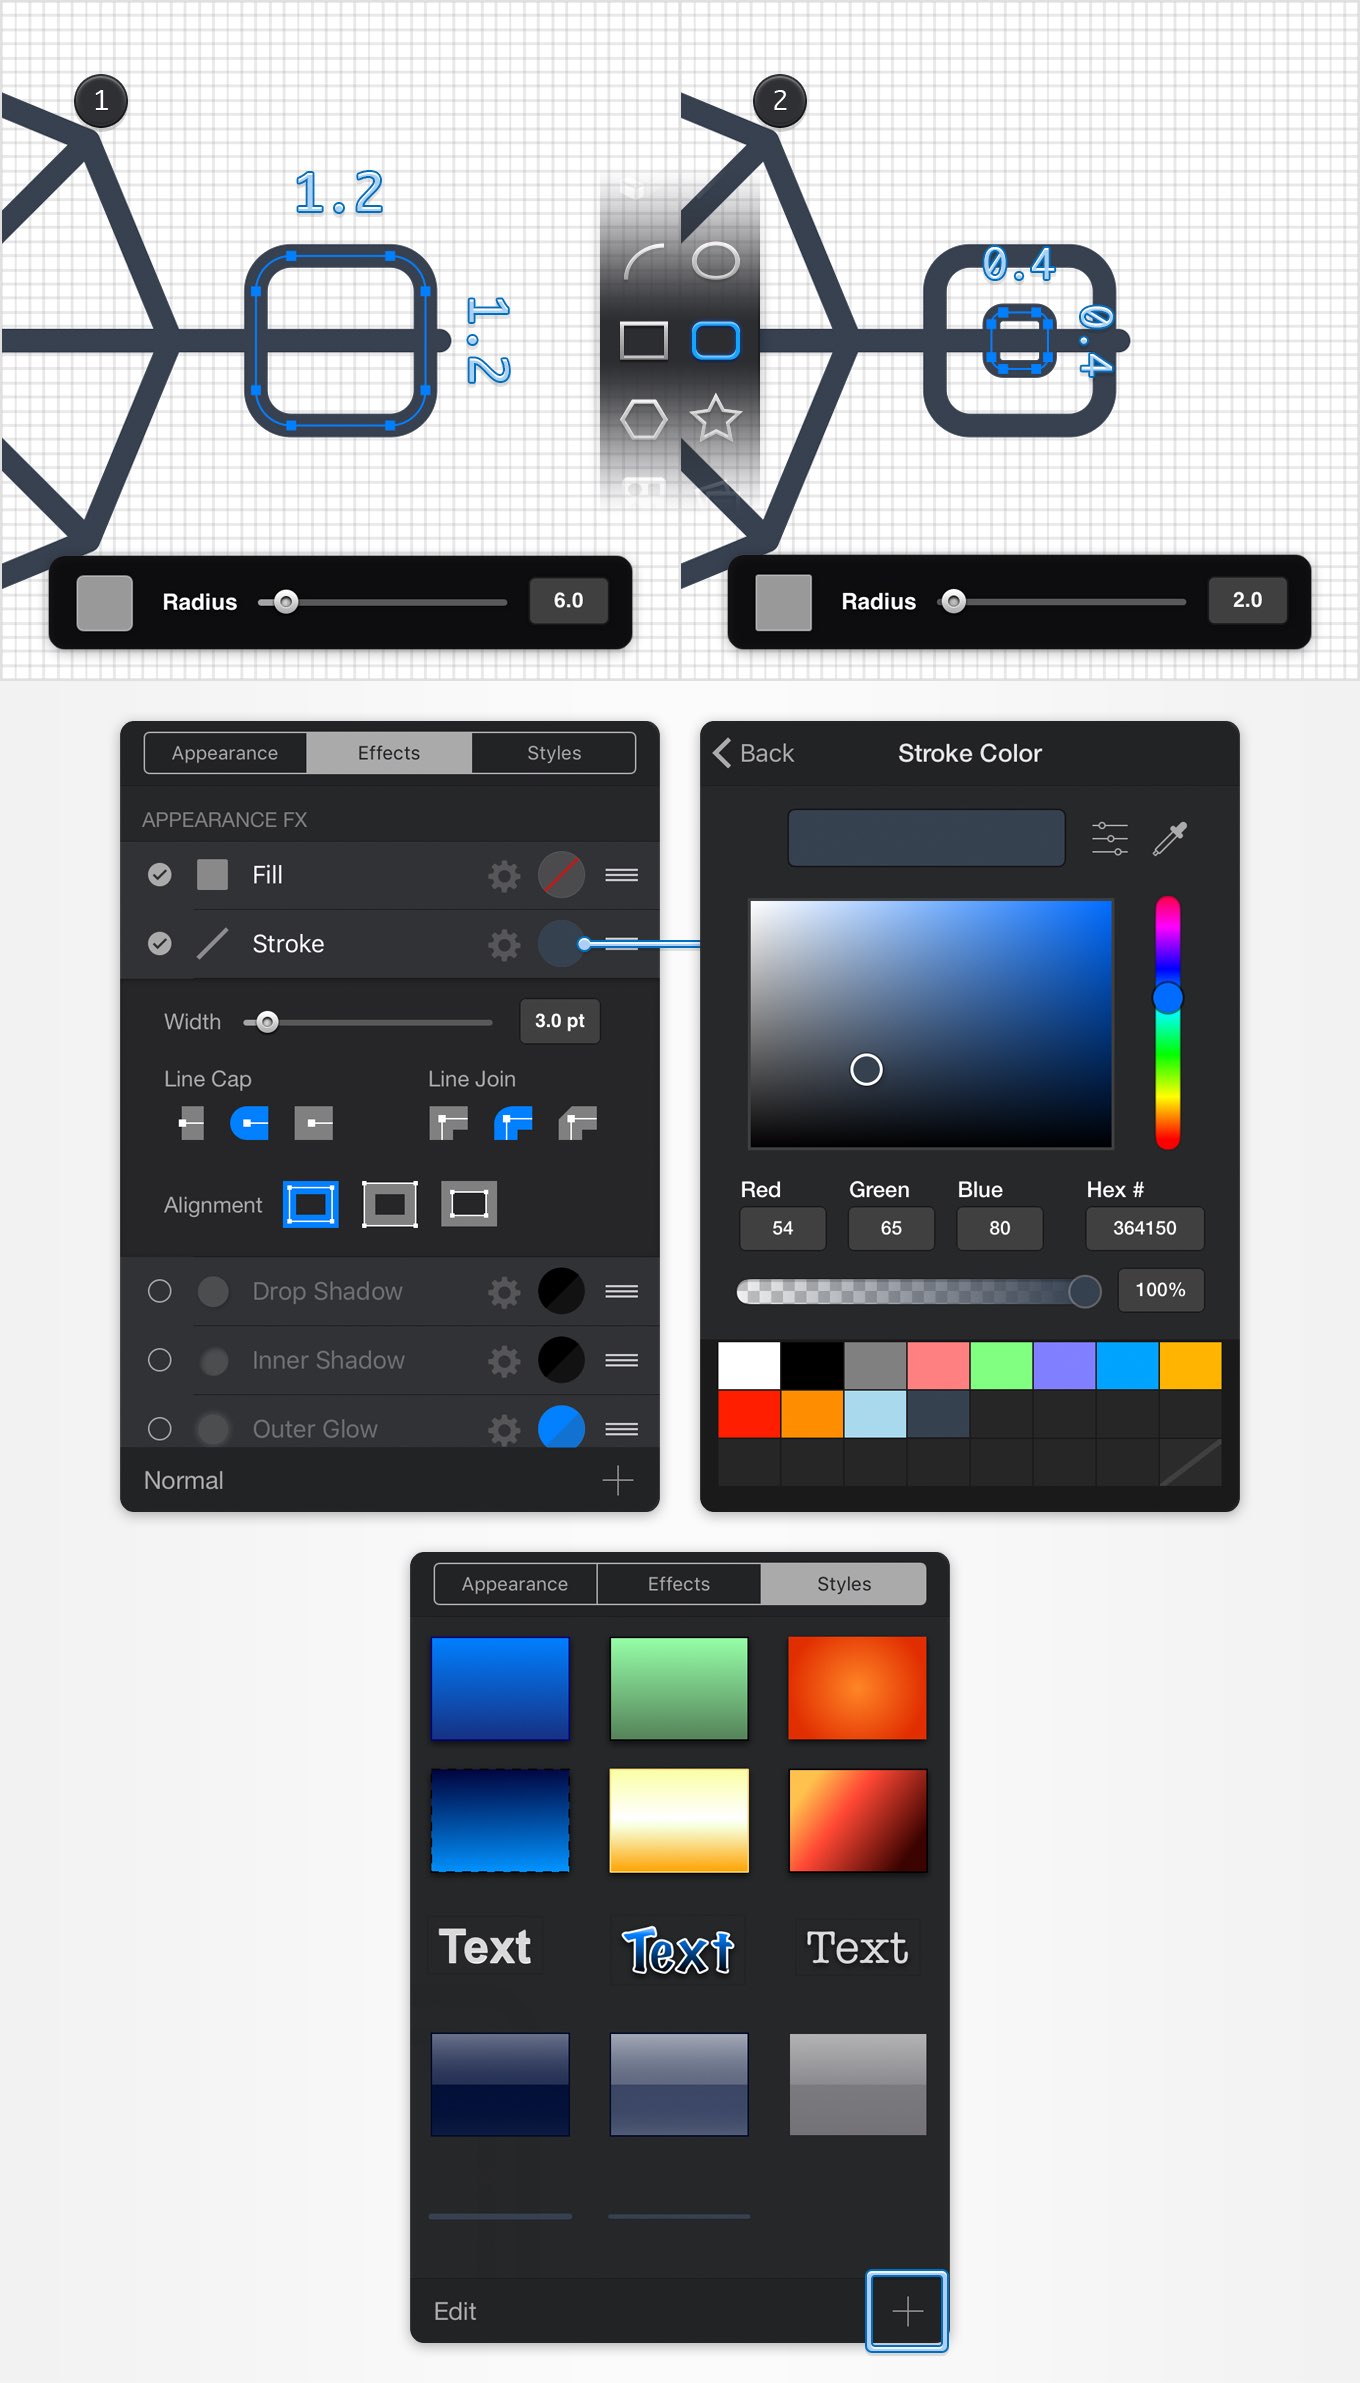 1
2
1.2
1.2
0.4
0.4
Radius 6.0
Radius 2.0
Appearance Effects Styles
APPEARANCE FX
Fill
Stroke
Width 3.0 pt
Line Cap Line Join
Alignment
Drop Shadow
Inner Shadow
Outer Glow
Normal
Back Stroke Color
Red Green Blue Hex #
54 65 80 364150
100%
Appearance Effects Styles
Text Text Text
Edit